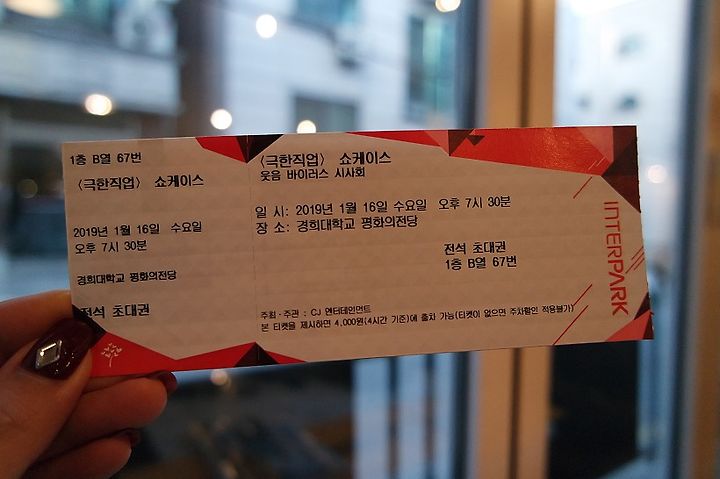 1층 B열 67번
〈극한직업〉 쇼케이스
2019년 1월 16일 수요일
오후 7시 30분
경희대학교 평화의전당
전석 초대권
〈극한직업〉 쇼케이스
웃음 바이러스 시사회
일 시: 2019년 1월 16일 수요일 오후 7시 30분
장 소: 경희대학교 평화의전당
전석 초대권
1층 B열 67번
주최·주관 : CJ 엔터테인먼트
본 티켓을 제시하면 4,000원(4시간 기준)에 출차 가능(티켓이 없으면 주차할인 적용불가)
INTERPARK